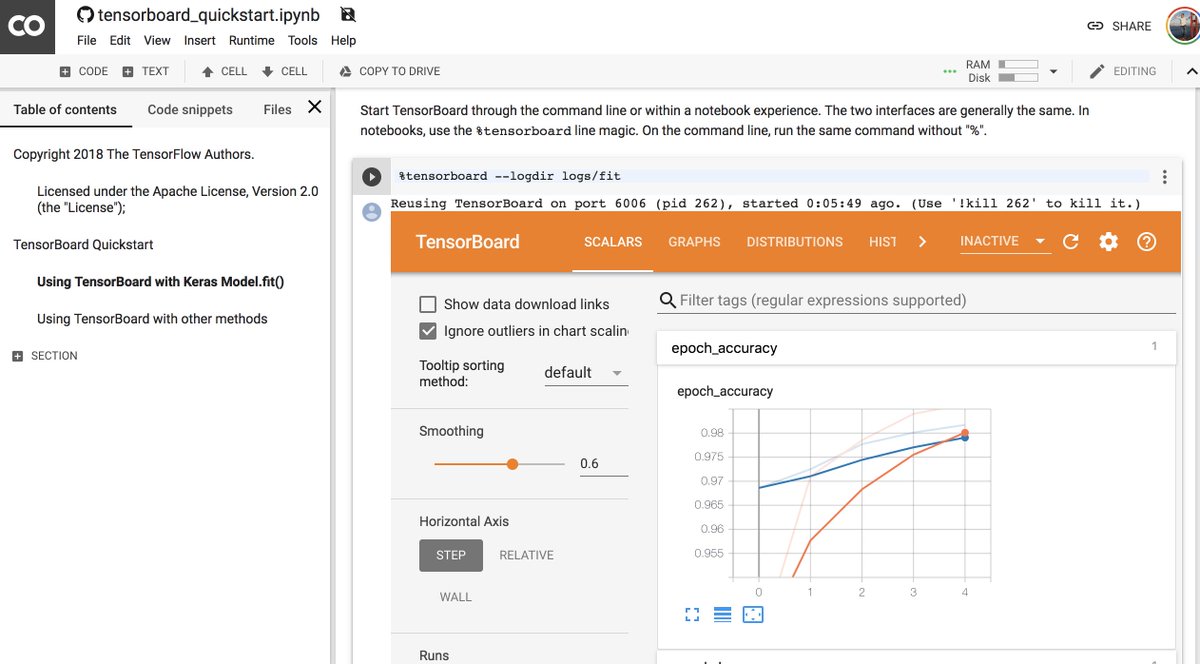 CO
tensorboard_quickstart.ipynb
File Edit View Insert Runtime Tools Help
SHARE
CODE TEXT CELL CELL COPY TO DRIVE
RAM
Disk
EDITING
Table of contents Code snippets Files
Copyright 2018 The TensorFlow Authors.
Licensed under the Apache License, Version 2.0
(the "License");
TensorBoard Quickstart
Using TensorBoard with Keras Model.fit()
Using TensorBoard with other methods
SECTION
Start TensorBoard through the command line or within a notebook experience. The two interfaces are generally the same. In
notebooks, use the %tensorboard line magic. On the command line, run the same command without "%".
%tensorboard --logdir logs/fit
Reusing TensorBoard on port 6006 (pid 262), started 0:05:49 ago. (Use '!kill 262' to kill it.)
TensorBoard SCALARS GRAPHS DISTRIBUTIONS HIST INACTIVE
Show data download links
Ignore outliers in chart scalin
Tooltip sorting
method:
default
Smoothing
0.6
Horizontal Axis
STEP RELATIVE
WALL
Runs
Filter tags (regular expressions supported)
epoch_accuracy 1
epoch_accuracy
0.98
0.975
0.97
0.965
0.96
0.955
0 1 2 3 4